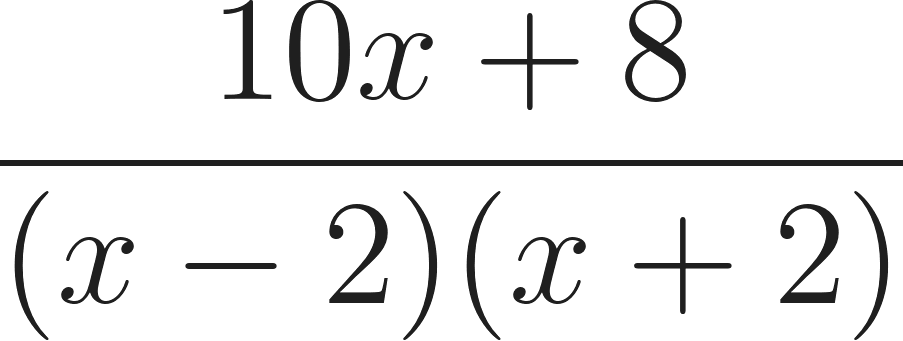 10x + 8
(x − 2)(x + 2)